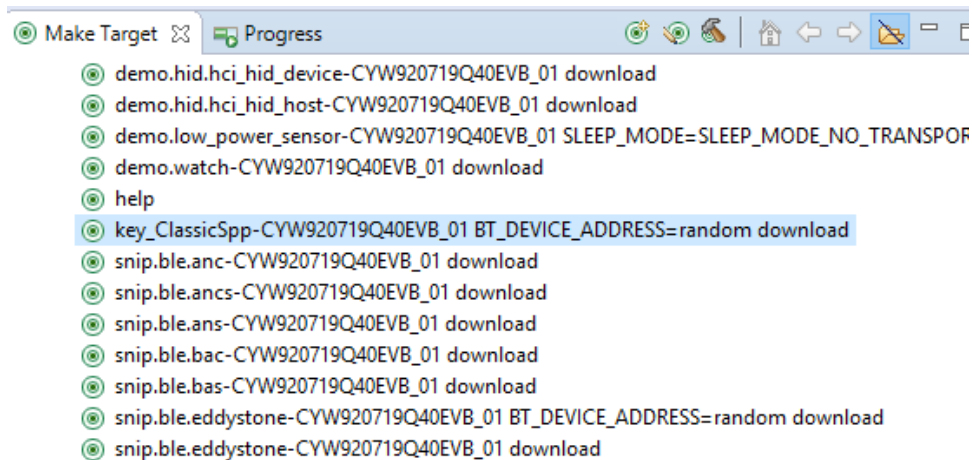 Make Target Progress
demo.hid.hci_hid_device-CYW920719Q40EVB_01 download
demo.hid.hci_hid_host-CYW920719Q40EVB_01 download
demo.low_power_sensor-CYW920719Q40EVB_01 SLEEP_MODE=SLEEP_MODE_NO_TRANSPOR
demo.watch-CYW920719Q40EVB_01 download
help
key_ClassicSpp-CYW920719Q40EVB_01 BT_DEVICE_ADDRESS=random download
snip.ble.anc-CYW920719Q40EVB_01 download
snip.ble.ancs-CYW920719Q40EVB_01 download
snip.ble.ans-CYW920719Q40EVB_01 download
snip.ble.bac-CYW920719Q40EVB_01 download
snip.ble.bas-CYW920719Q40EVB_01 download
snip.ble.eddystone-CYW920719Q40EVB_01 BT_DEVICE_ADDRESS=random download
snip.ble.eddystone-CYW920719Q40EVB_01 download